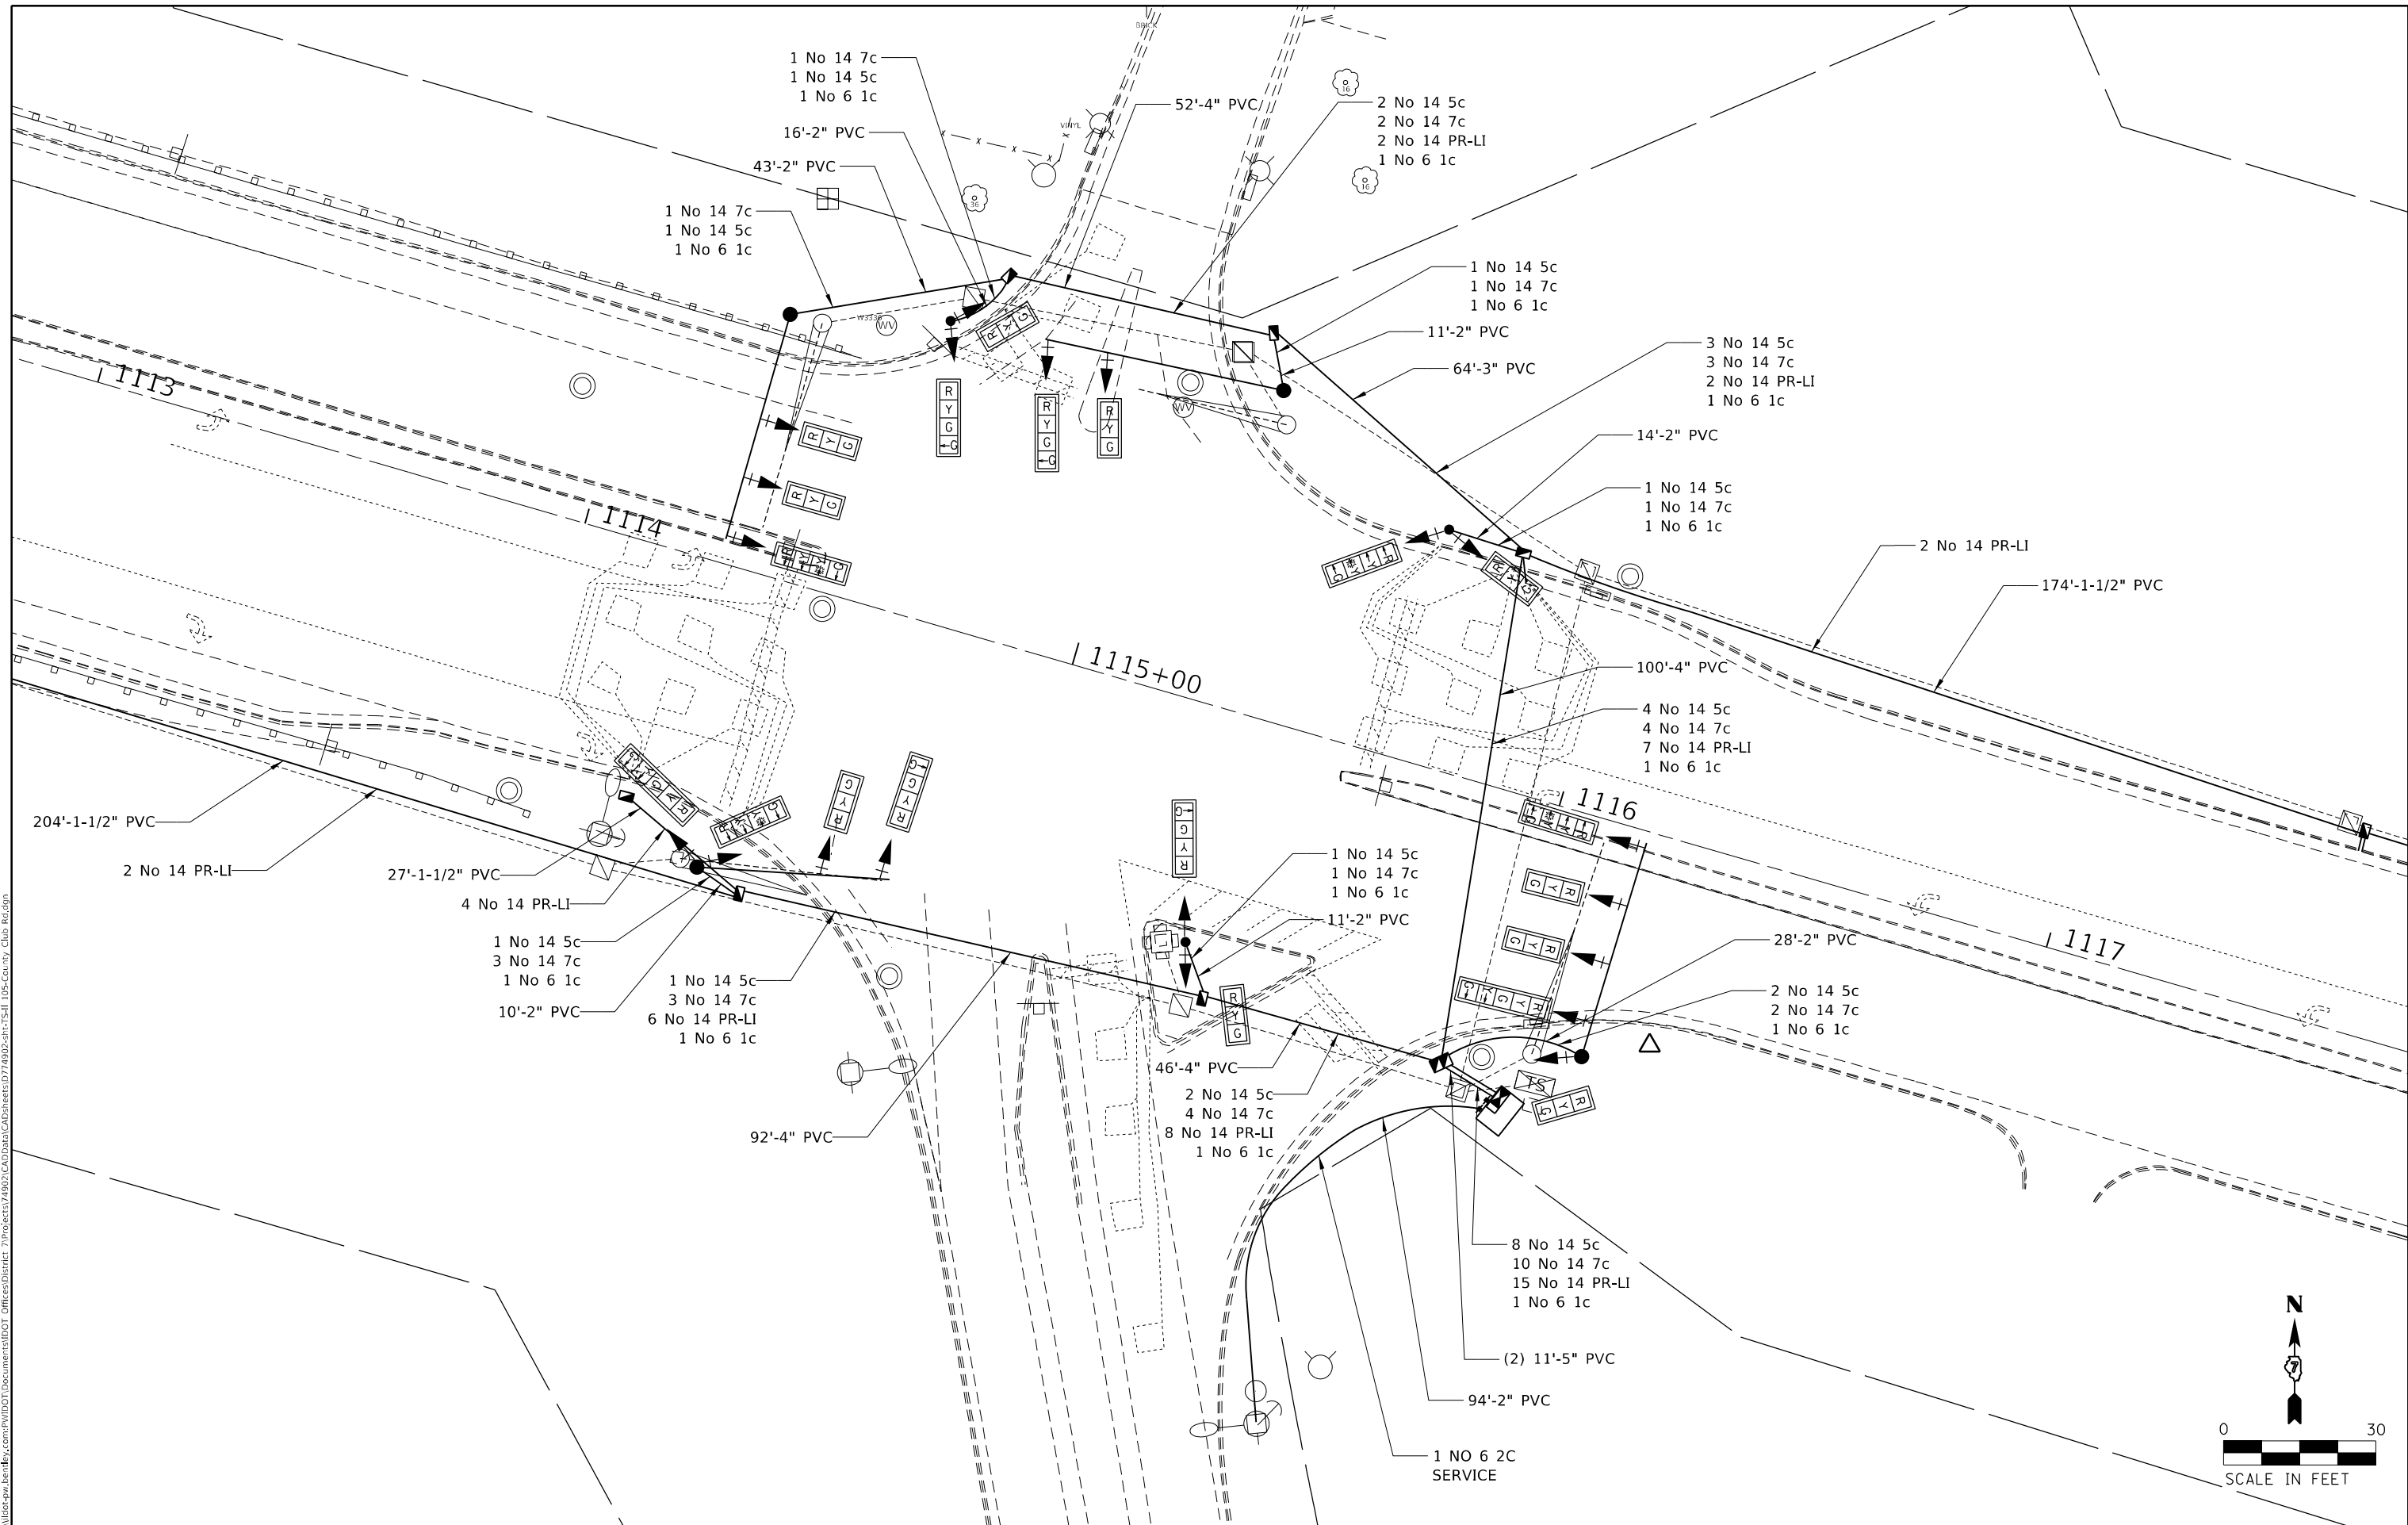 BRICK
1 No 14 7c
1 No 14 5c
1 No 6 1c
52'-4" PVC
2 No 14 5c
2 No 14 7c
2 No 14 PR-LI
1 No 6 1c
16
16'-2" PVC
VINYL
43'-2" PVC
16
36
1 No 14 7c
1 No 14 5c
1 No 6 1c
1 No 14 5c
1 No 14 7c
1 No 6 1c
W3336
WV
R Y G
11'-2" PVC
64'-3" PVC
3 No 14 5c
3 No 14 7c
2 No 14 PR-LI
1 No 6 1c
1113
R
Y
G
G
R
Y
G
G
R
Y
G
WV
R Y G
14'-2" PVC
R Y G
1 No 14 5c
1 No 14 7c
1 No 6 1c
1114
2 No 14 PR-LI
174'-1-1/2" PVC
1115+00
100'-4" PVC
4 No 14 5c
4 No 14 7c
7 No 14 PR-LI
1 No 6 1c
R Y G
R Y G G
1116
204'-1-1/2" PVC
2 No 14 PR-LI
27'-1-1/2" PVC
4 No 14 PR-LI
G
G
Y
R
1 No 14 5c
1 No 14 7c
1 No 6 1c
R Y G
11'-2" PVC
1 No 14 5c
3 No 14 7c
1 No 6 1c
10'-2" PVC
1 No 14 5c
3 No 14 7c
6 No 14 PR-LI
1 No 6 1c
L
R
Y
G
R Y G
28'-2" PVC
1117
2 No 14 5c
2 No 14 7c
1 No 6 1c
46'-4" PVC
2 No 14 5c
4 No 14 7c
8 No 14 PR-LI
1 No 6 1c
TS
R Y G
92'-4" PVC
8 No 14 5c
10 No 14 7c
15 No 14 PR-LI
1 No 6 1c
(2) 11'-5" PVC
94'-2" PVC
1 NO 6 2C
SERVICE
N
7
0 30
SCALE IN FEET